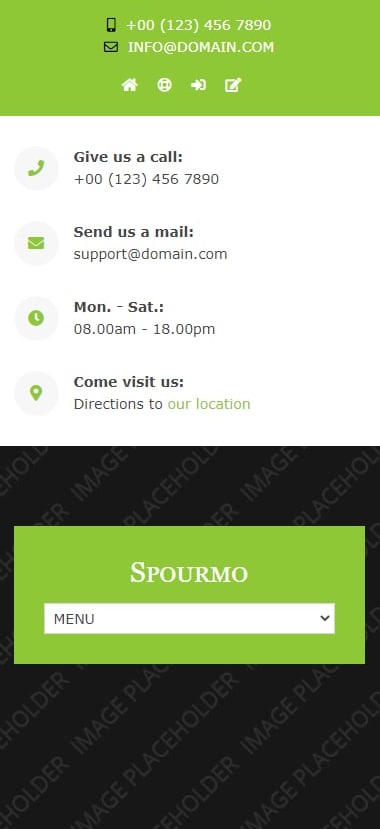 +00 (123) 456 7890
INFO@DOMAIN.COM
Give us a call:
+00 (123) 456 7890
Send us a mail:
support@domain.com
Mon. - Sat.:
08.00am - 18.00pm
Come visit us:
Directions to our location
IMAGE PLACEHOLDER
IMAGE PLACEHOLDER
SPOURMO
MENU
IMAGE PLACEHOLDER
IMAGE PLACEHOLDER